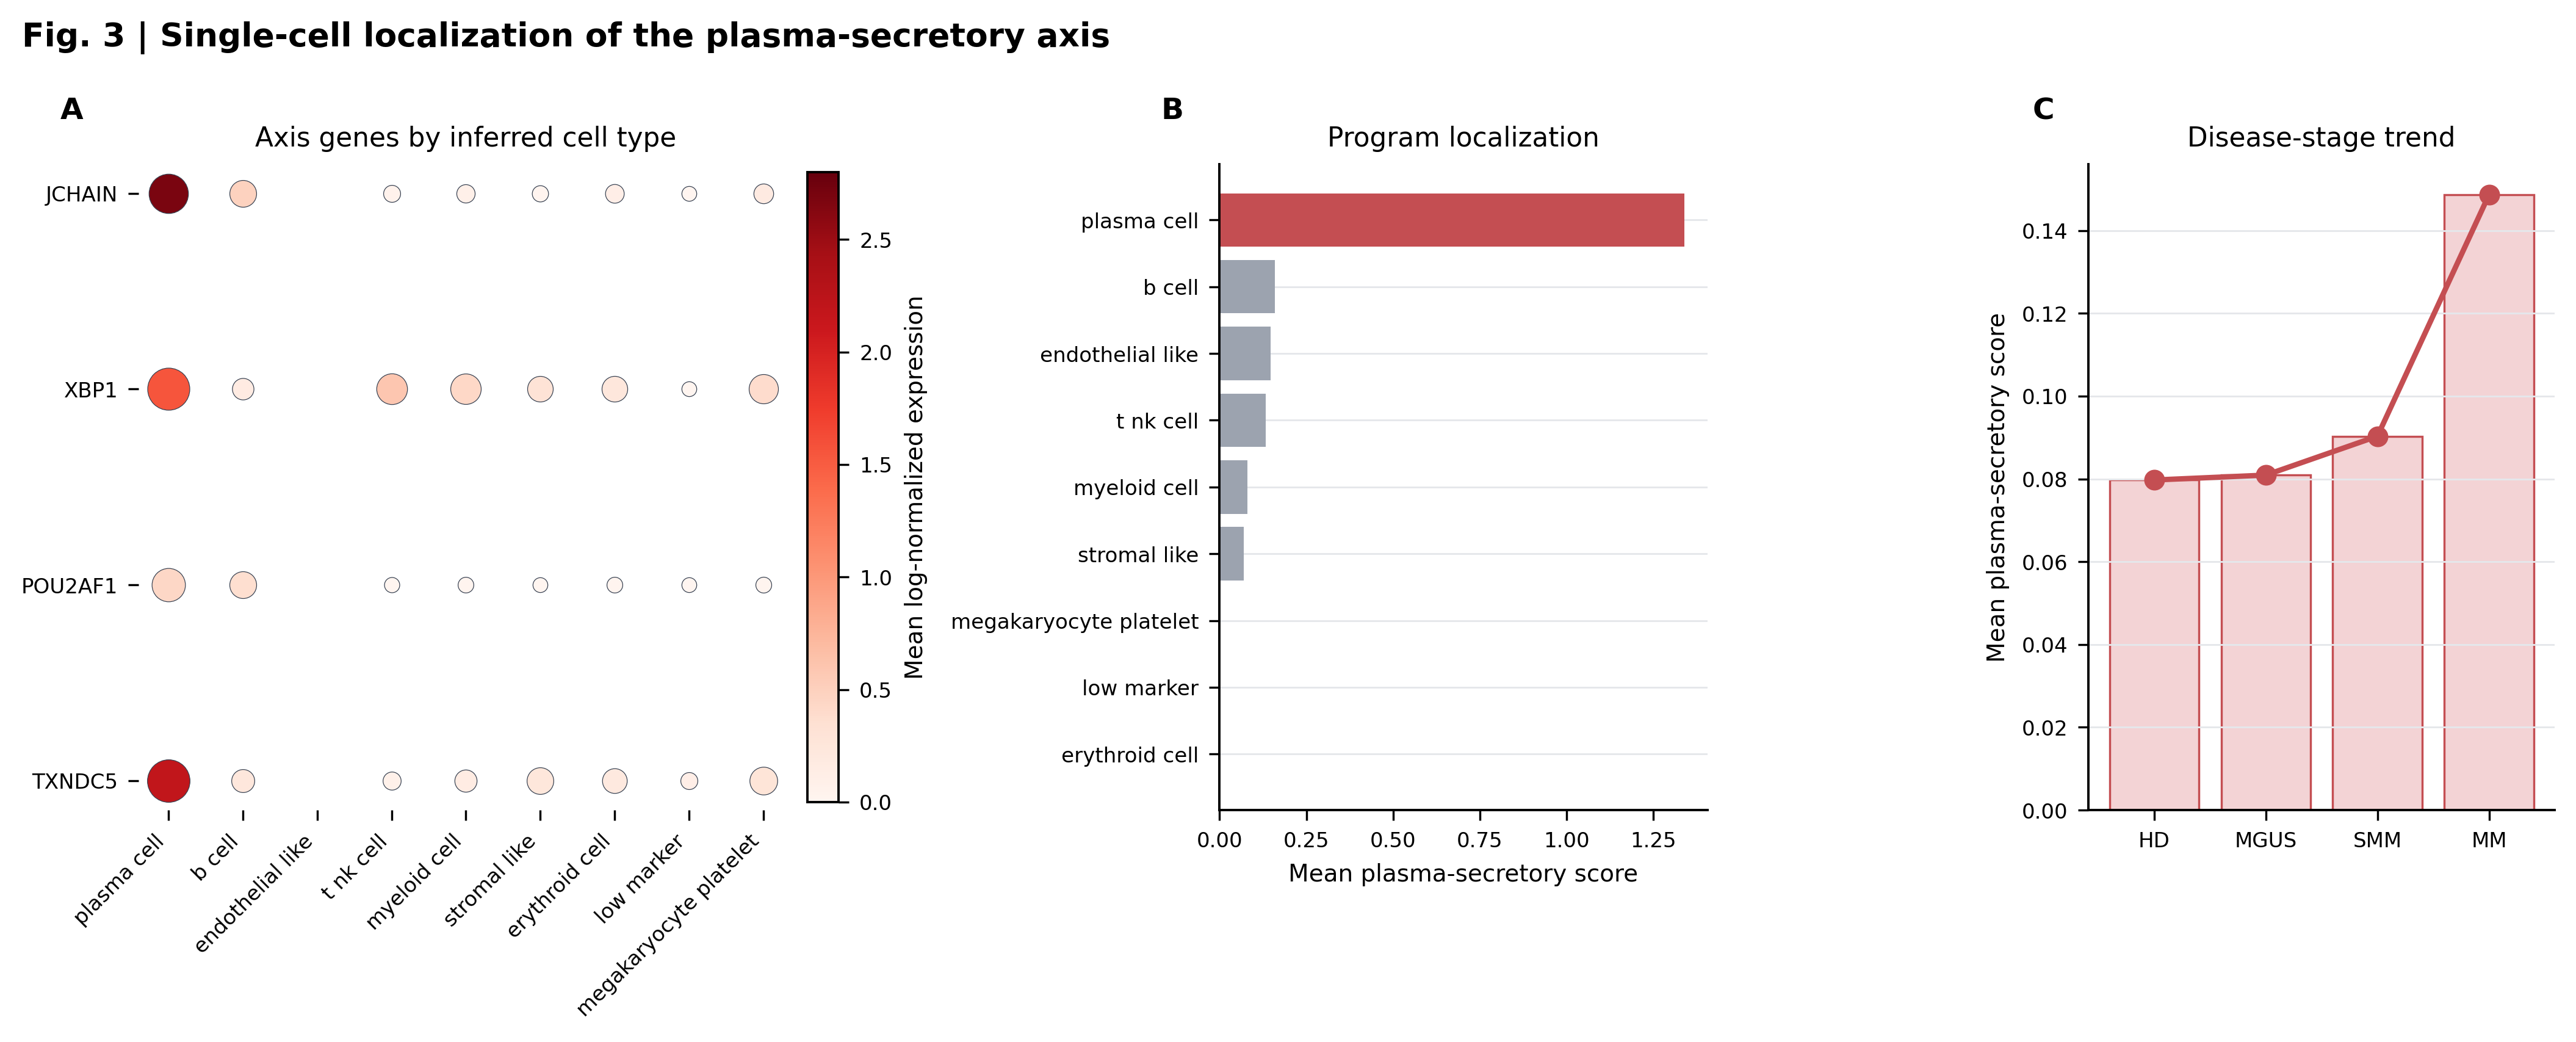 Fig. 3 | Single-cell localization of the plasma-secretory axis
A
Axis genes by inferred cell type
JCHAIN
XBP1
POU2AF1
TXNDC5
plasma cell
b cell
endothelial like
t nk cell
myeloid cell
stromal like
erythroid cell
low marker
megakaryocyte platelet
2.5
2.0
1.5
1.0
0.5
0.0
Mean log-normalized expression
B
Program localization
plasma cell
b cell
endothelial like
t nk cell
myeloid cell
stromal like
megakaryocyte platelet
low marker
erythroid cell
0.00
0.25
0.50
0.75
1.00
1.25
Mean plasma-secretory score
C
Disease-stage trend
Mean plasma-secretory score
0.14
0.12
0.10
0.08
0.06
0.04
0.02
0.00
HD
MGUS
SMM
MM